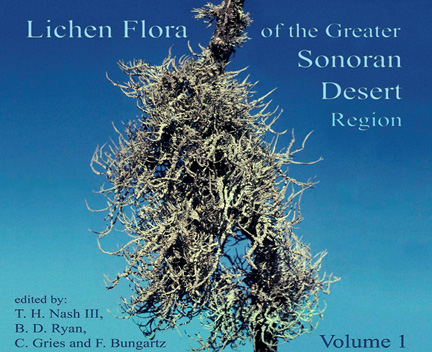 Lichen Flora of the Greater
Sonoran
Desert
Region
edited by:
T. H. Nash III,
B. D. Ryan,
C. Gries and F. Bungartz
Volume 1